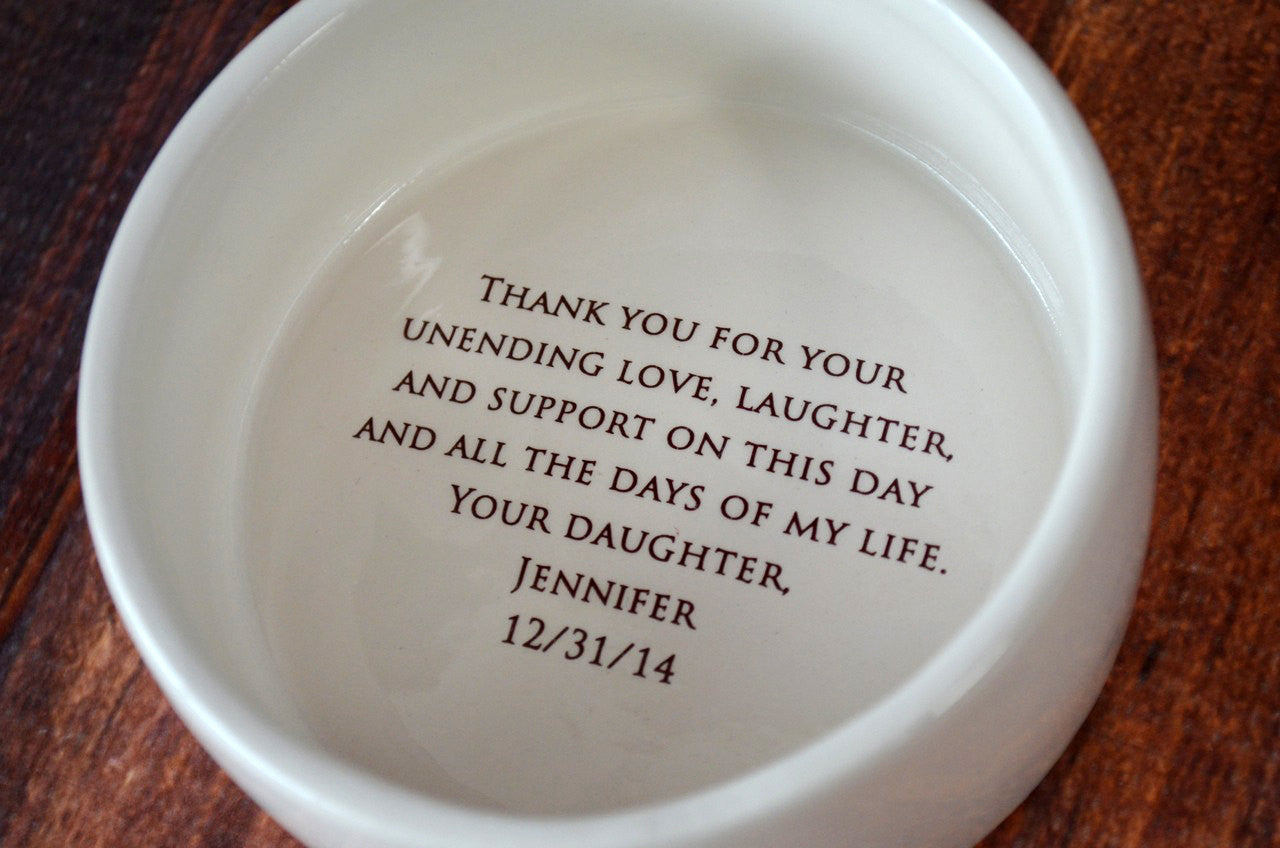 Thank you for your
unending love, laughter,
and support on this day
and all the days of my life.
Your daughter,
Jennifer
12/31/14